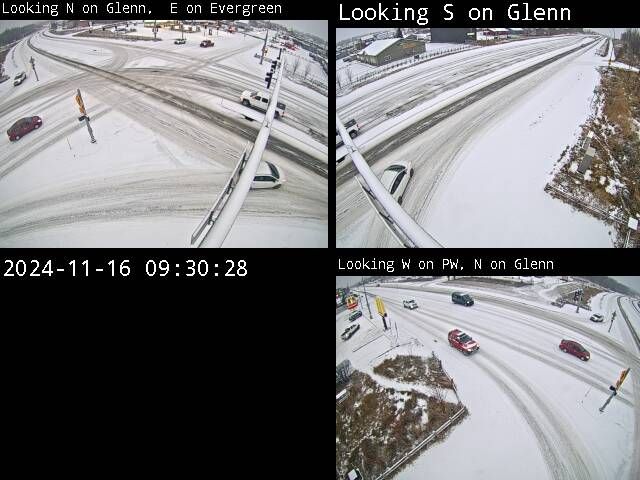 Looking N on Glenn,  E on Evergreen
Looking S on Glenn
2024-11-16 09:30:28
Looking W on PW, N on Glenn